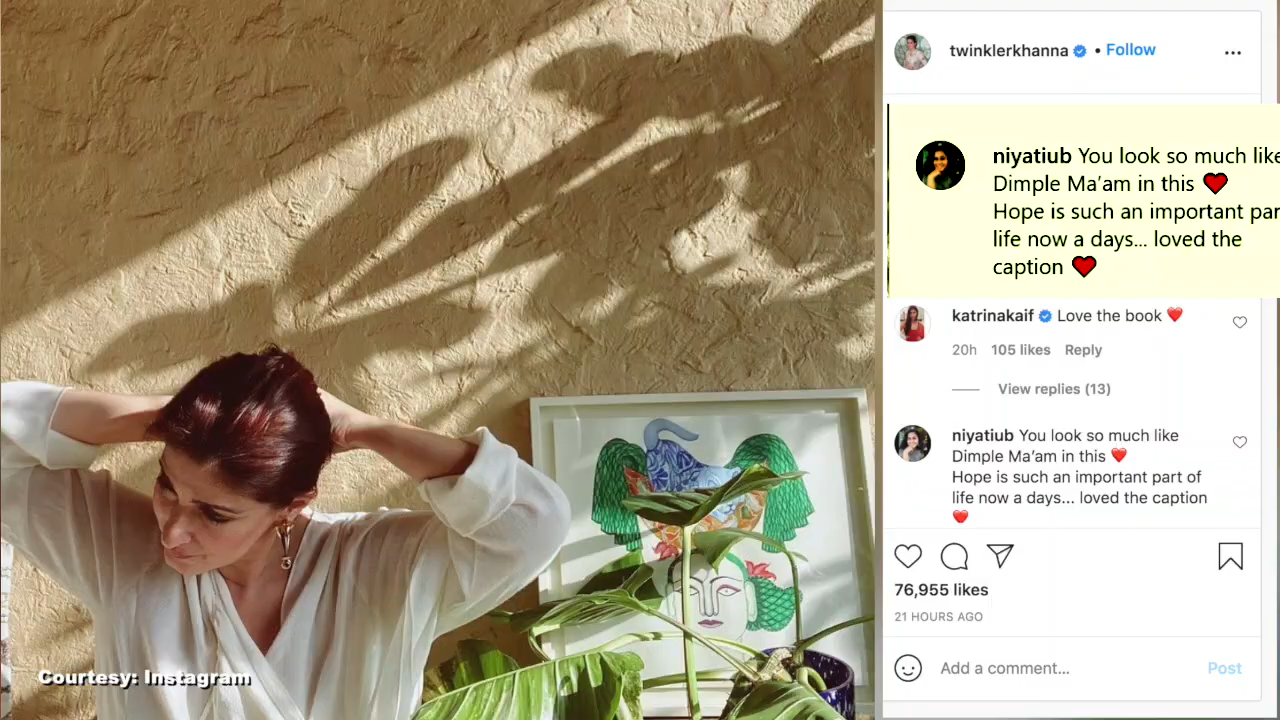 twinklerkhanna • Follow
niyatiub You look so much like
Dimple Ma'am in this ❤️
Hope is such an important par
life now a days... loved the
caption ❤️
katrinakaif Love the book ❤️
20h 105 likes Reply
View replies (13)
niyatiub You look so much like
Dimple Ma'am in this ❤️
Hope is such an important part of
life now a days... loved the caption
❤️
76,955 likes
21 HOURS AGO
Add a comment... Post
Courtesy: Instagram